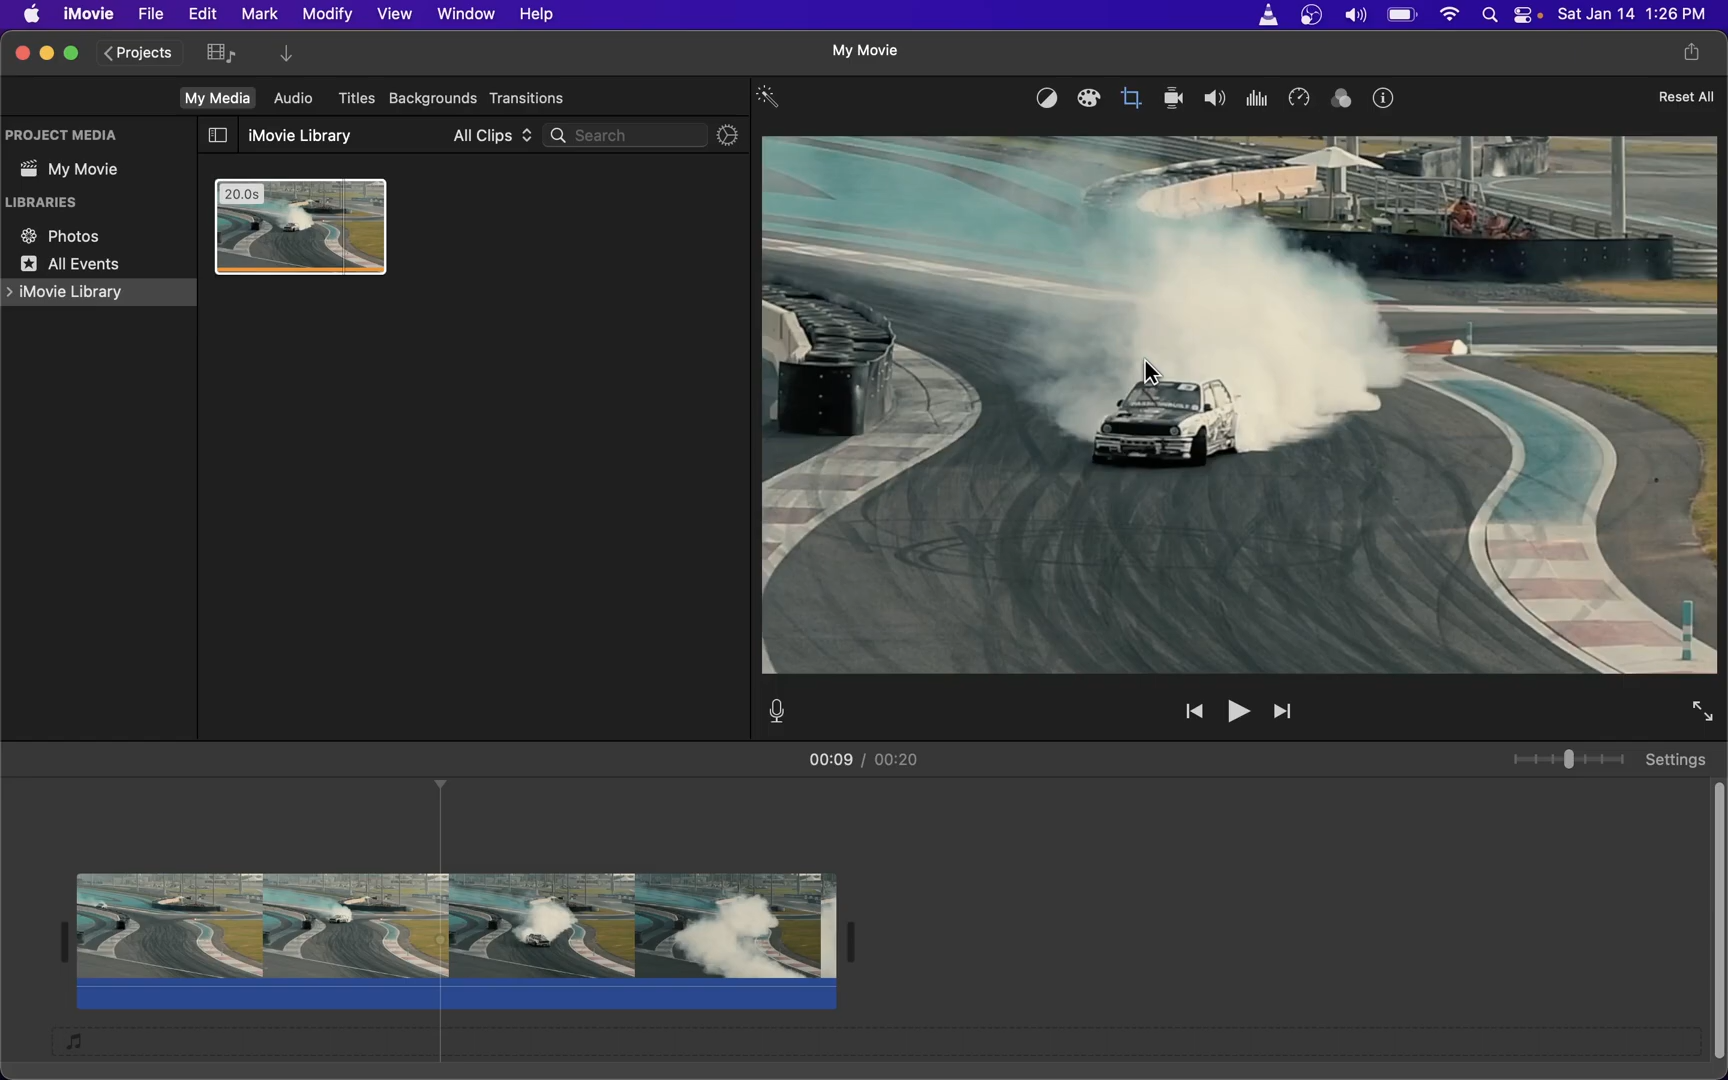 iMovie File Edit Mark Modify View Window Help Sat Jan 14 1:26 PM
Projects My Movie
My Media Audio Titles Backgrounds Transitions Reset All
PROJECT MEDIA iMovie Library All Clips Search
My Movie
LIBRARIES
Photos
All Events
iMovie Library
20.0s
00:09 / 00:20 Settings